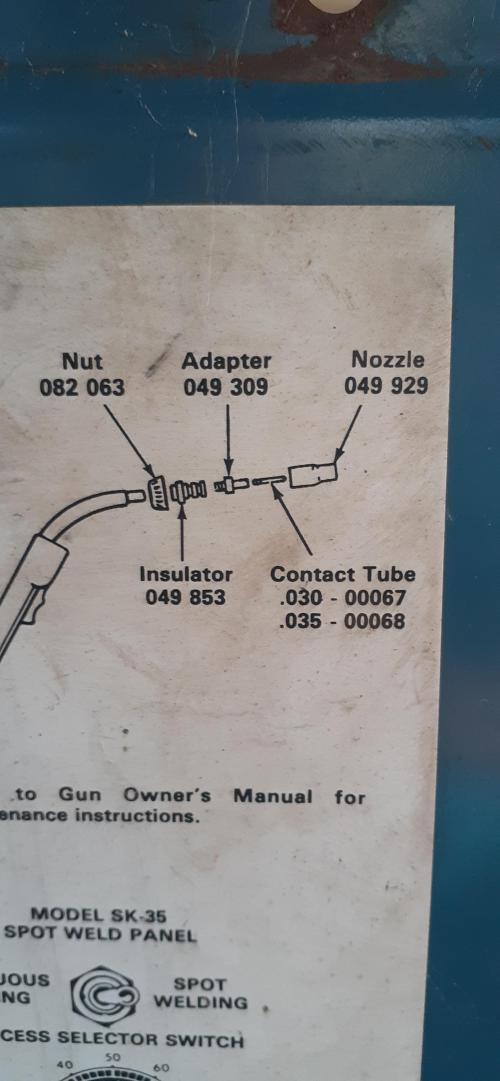 Nut
082 063
Adapter
049 309
Nozzle
049 929
Insulator
049 853
Contact Tube
.030 - 00067
.035 - 00068
to Gun Owner's Manual for
enance instructions.
MODEL SK-35
SPOT WELD PANEL
UOUS
NG
SPOT
WELDING
CESS SELECTOR SWITCH
40 50 60